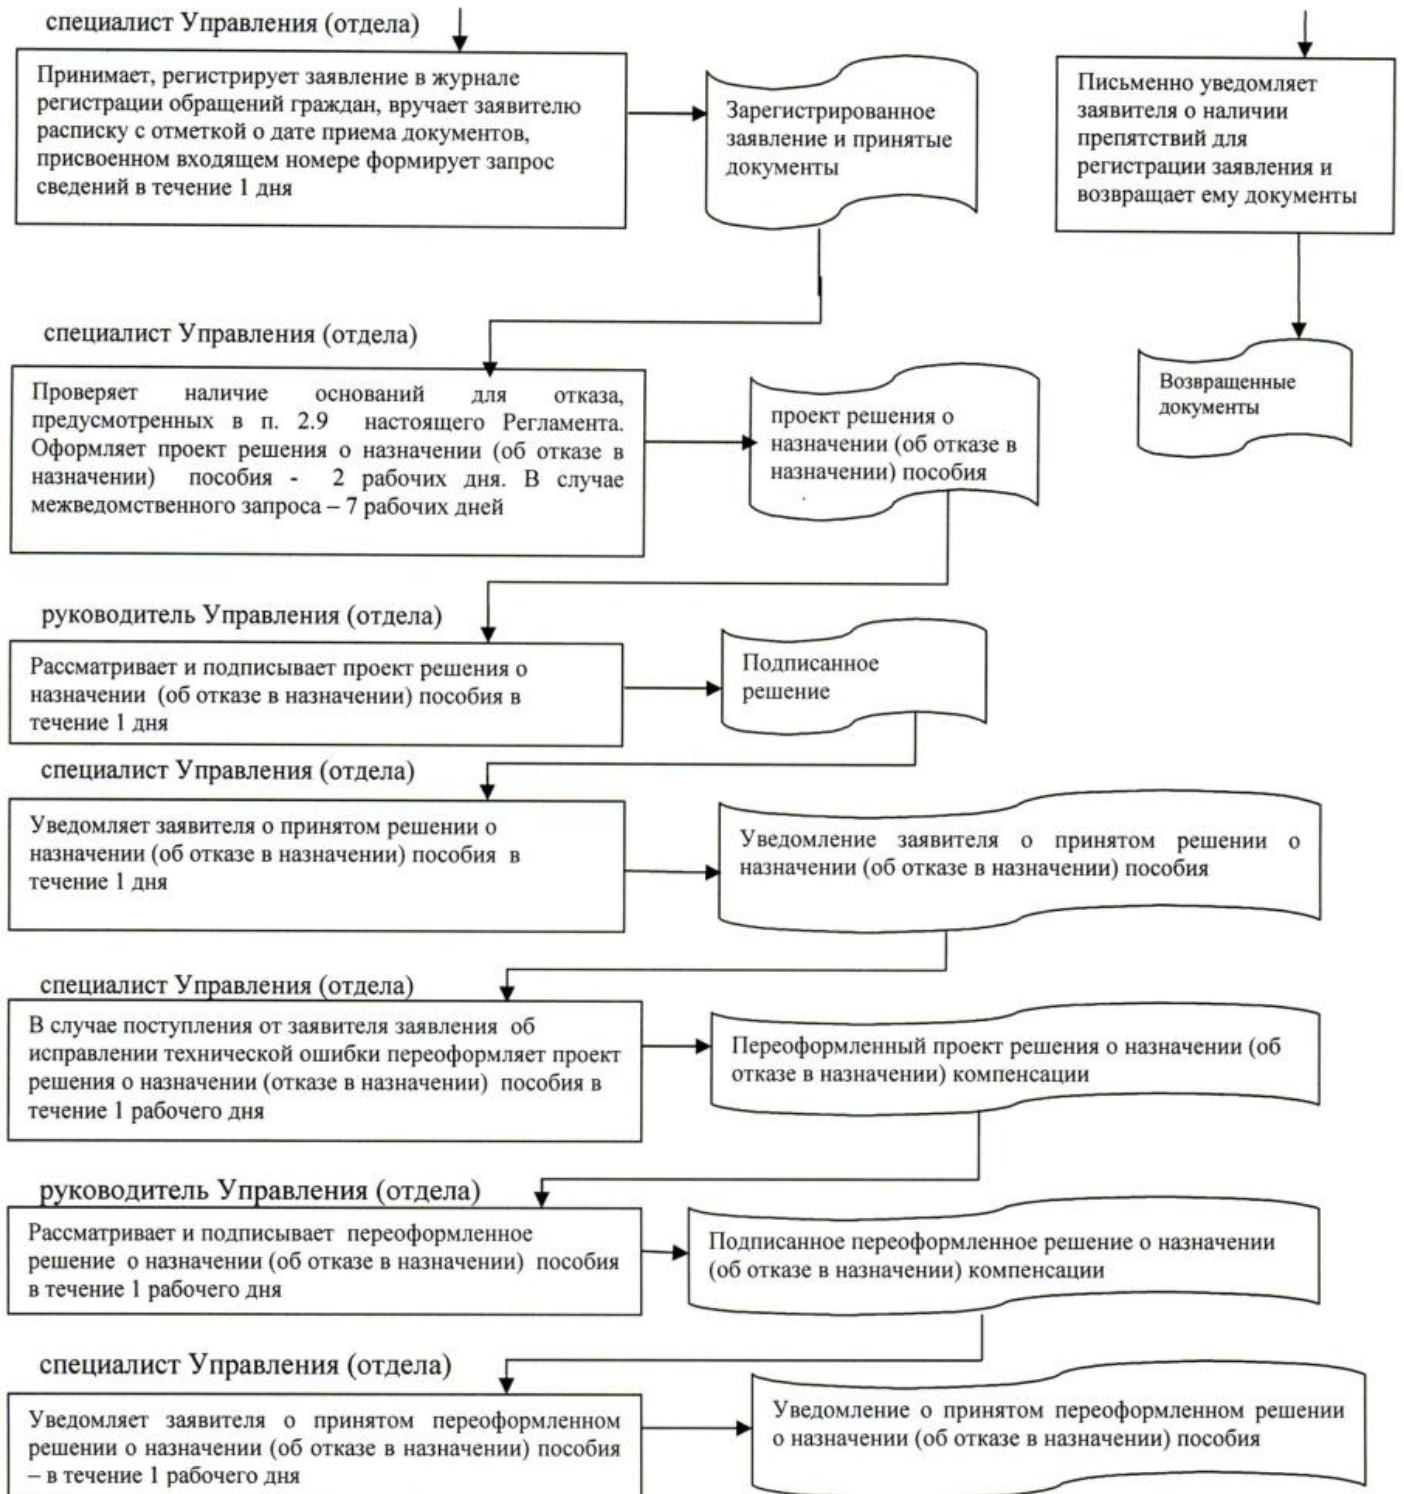 специалист Управления (отдела)
Принимает, регистрирует заявление в журнале
регистрации обращений граждан, вручает заявителю
расписку с отметкой о дате приема документов,
присвоенном входящем номере формирует запрос
сведений в течение 1 дня
Зарегистрированное
заявление и принятые
документы
Письменно уведомляет
заявителя о наличии
препятствий для
регистрации заявления и
возвращает ему документы
специалист Управления (отдела)
Проверяет наличие оснований для отказа,
предусмотренных в п. 2.9 настоящего Регламента.
Оформляет проект решения о назначении (об отказе в
назначении) пособия - 2 рабочих дня. В случае
межведомственного запроса – 7 рабочих дней
проект решения о
назначении (об отказе в
назначении) пособия
Возвращенные
документы
руководитель Управления (отдела)
Рассматривает и подписывает проект решения о
назначении (об отказе в назначении) пособия в
течение 1 дня
Подписанное
решение
специалист Управления (отдела)
Уведомляет заявителя о принятом решении о
назначении (об отказе в назначении) пособия в
течение 1 дня
Уведомление заявителя о принятом решении о
назначении (об отказе в назначении) пособия
специалист Управления (отдела)
В случае поступления от заявителя заявления об
исправлении технической ошибки переоформляет проект
решения о назначении (отказе в назначении) пособия в
течение 1 рабочего дня
Переоформленный проект решения о назначении (об
отказе в назначении) компенсации
руководитель Управления (отдела)
Рассматривает и подписывает переоформленное
решение о назначении (об отказе в назначении) пособия
в течение 1 рабочего дня
Подписанное переоформленное решение о назначении
(об отказе в назначении) компенсации
специалист Управления (отдела)
Уведомляет заявителя о принятом переоформленном
решении о назначении (об отказе в назначении) пособия
– в течение 1 рабочего дня
Уведомление о принятом переоформленном решении
о назначении (об отказе в назначении) пособия